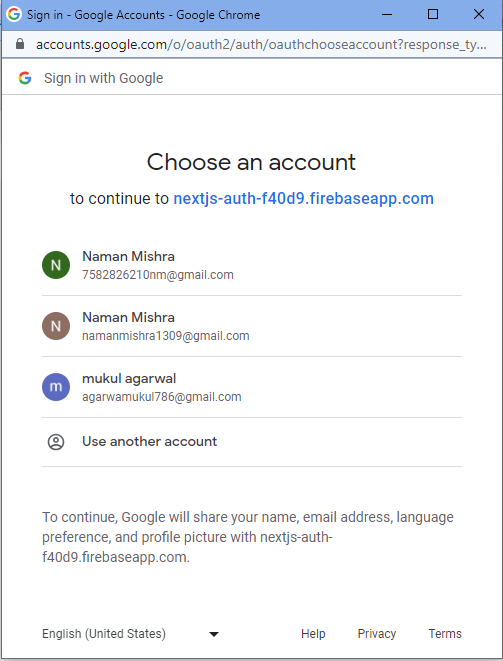 Sign in - Google Accounts - Google Chrome
accounts.google.com/o/oauth2/auth/oauthchooseaccount?response_ty...
Sign in with Google
Choose an account
to continue to nextjs-auth-f40d9.firebaseapp.com
N
Naman Mishra
7582826210nm@gmail.com
N
Naman Mishra
namanmishra1309@gmail.com
m
mukul agarwal
agarwamukul786@gmail.com
Use another account
To continue, Google will share your name, email address, language
preference, and profile picture with nextjs-auth-
f40d9.firebaseapp.com.
English (United States)
Help Privacy Terms